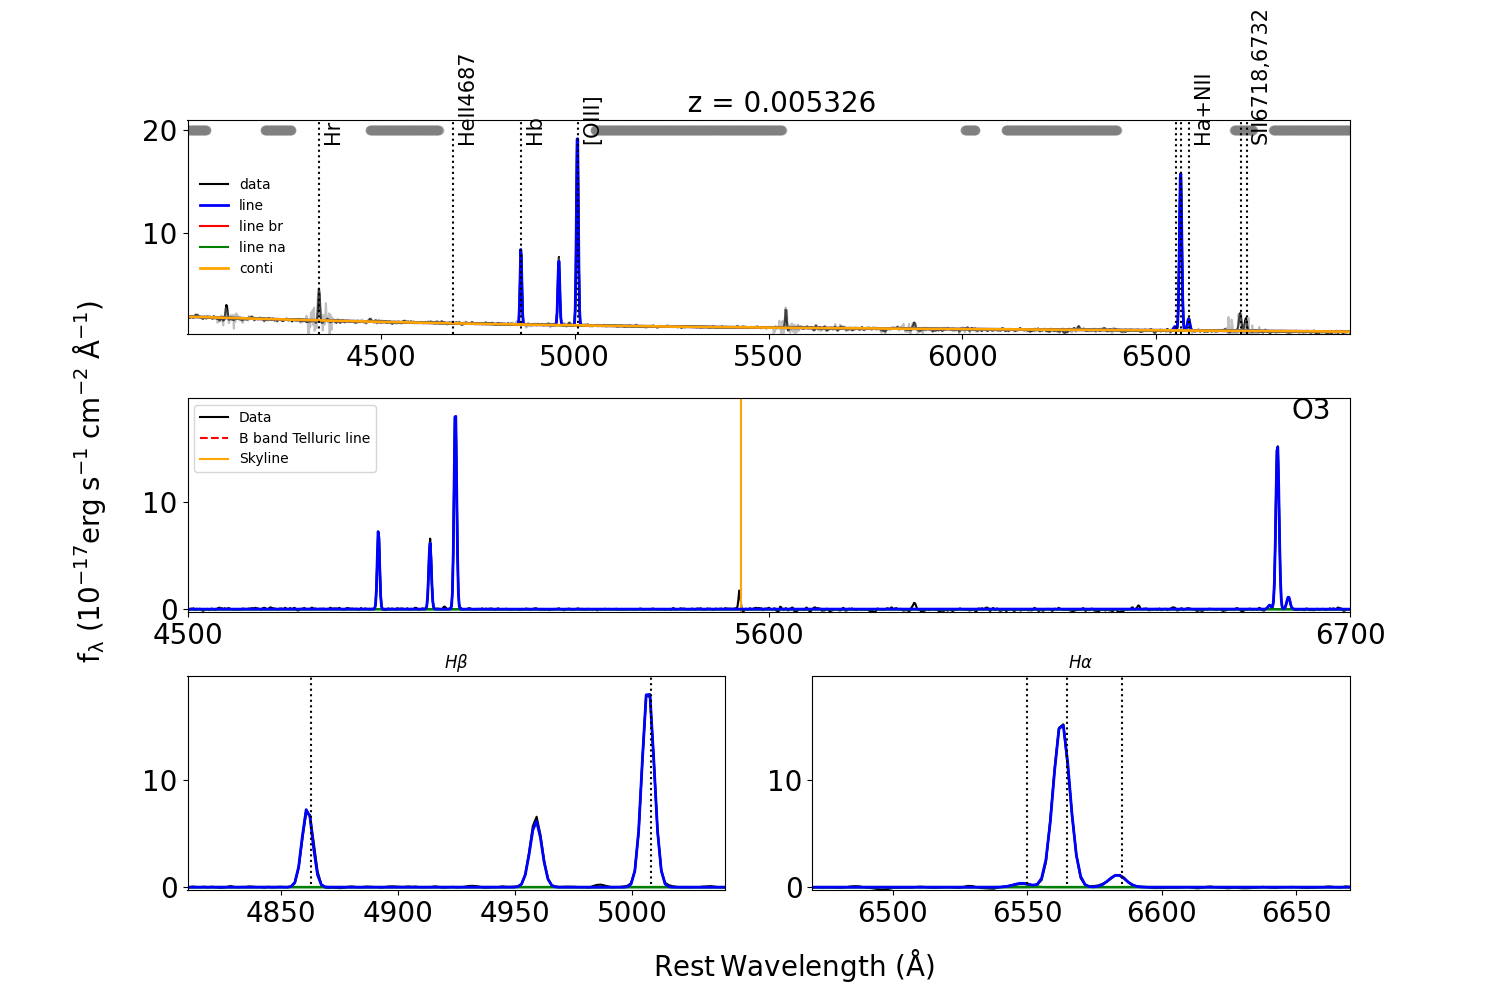 z = 0.005326
Hr
HeII4687
Hb
[OIII]
Ha+NII
SII6718,6732
20
10
data
line
line br
line na
conti
4500 5000 5500 6000 6500
f_λ (10^−17 erg s^−1 cm^−2 Å^−1)
Data
B band Telluric line
Skyline
O3
10
0
4500 5600 6700
Hβ
10
0
4850 4900 4950 5000
Hα
10
0
6500 6550 6600 6650
Rest Wavelength (Å)